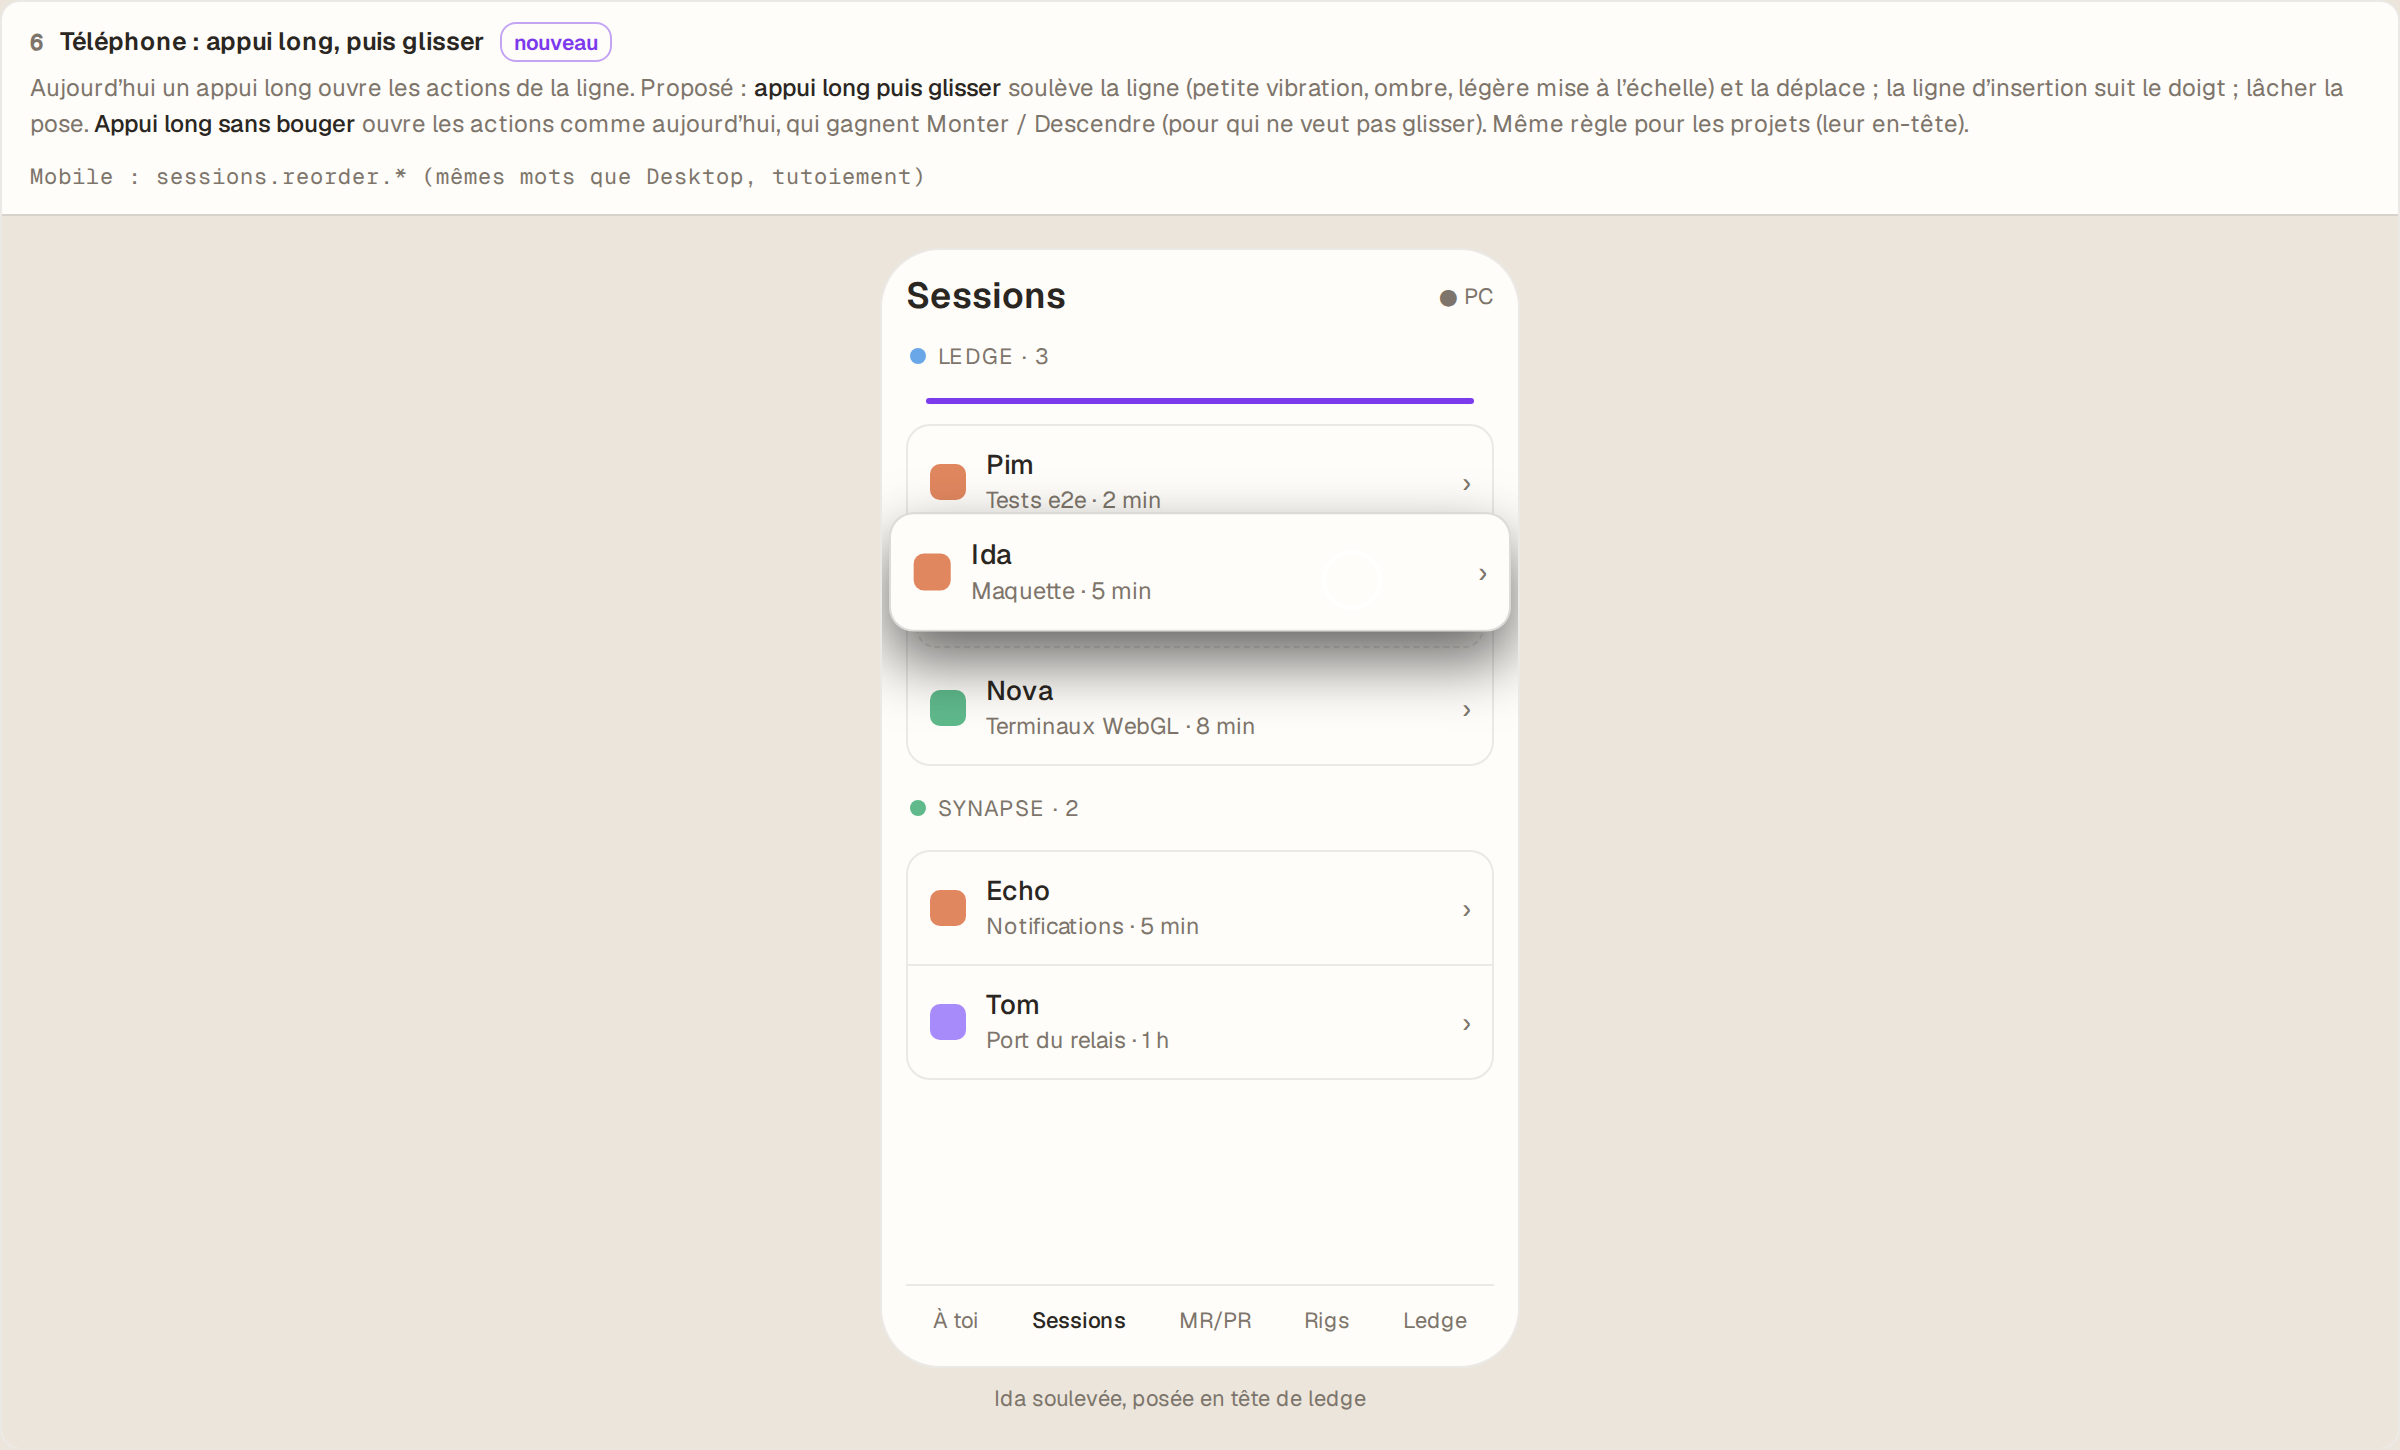 6 Téléphone : appui long, puis glisser nouveau
Aujourd’hui un appui long ouvre les actions de la ligne. Proposé : appui long puis glisser soulève la ligne (petite vibration, ombre, légère mise à l’échelle) et la déplace ; la ligne d’insertion suit le doigt ; lâcher la
pose. Appui long sans bouger ouvre les actions comme aujourd’hui, qui gagnent Monter / Descendre (pour qui ne veut pas glisser). Même règle pour les projets (leur en-tête).
Mobile : sessions.reorder.* (mêmes mots que Desktop, tutoiement)
Sessions
PC
LEDGE · 3
Pim
Tests e2e · 2 min
›
Ida
Maquette · 5 min
›
Nova
Terminaux WebGL · 8 min
›
SYNAPSE · 2
Echo
Notifications · 5 min
›
Tom
Port du relais · 1 h
›
À toi Sessions MR/PR Rigs Ledge
Ida soulevée, posée en tête de ledge